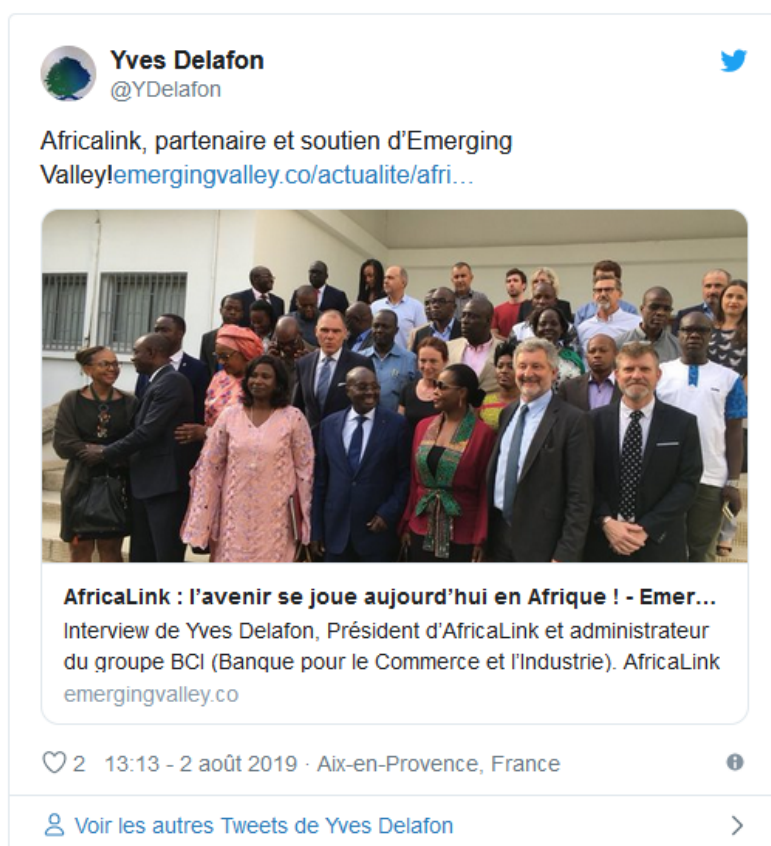 Yves Delafon
@YDelafon
Africalink, partenaire et soutien d’Emerging
Valley!emergingvalley.co/actualite/afri…
AfricaLink : l’avenir se joue aujourd’hui en Afrique ! - Emer…
Interview de Yves Delafon, Président d’AfricaLink et administrateur
du groupe BCI (Banque pour le Commerce et l’Industrie). AfricaLink
emergingvalley.co
2 13:13 - 2 août 2019 · Aix-en-Provence, France
Voir les autres Tweets de Yves Delafon